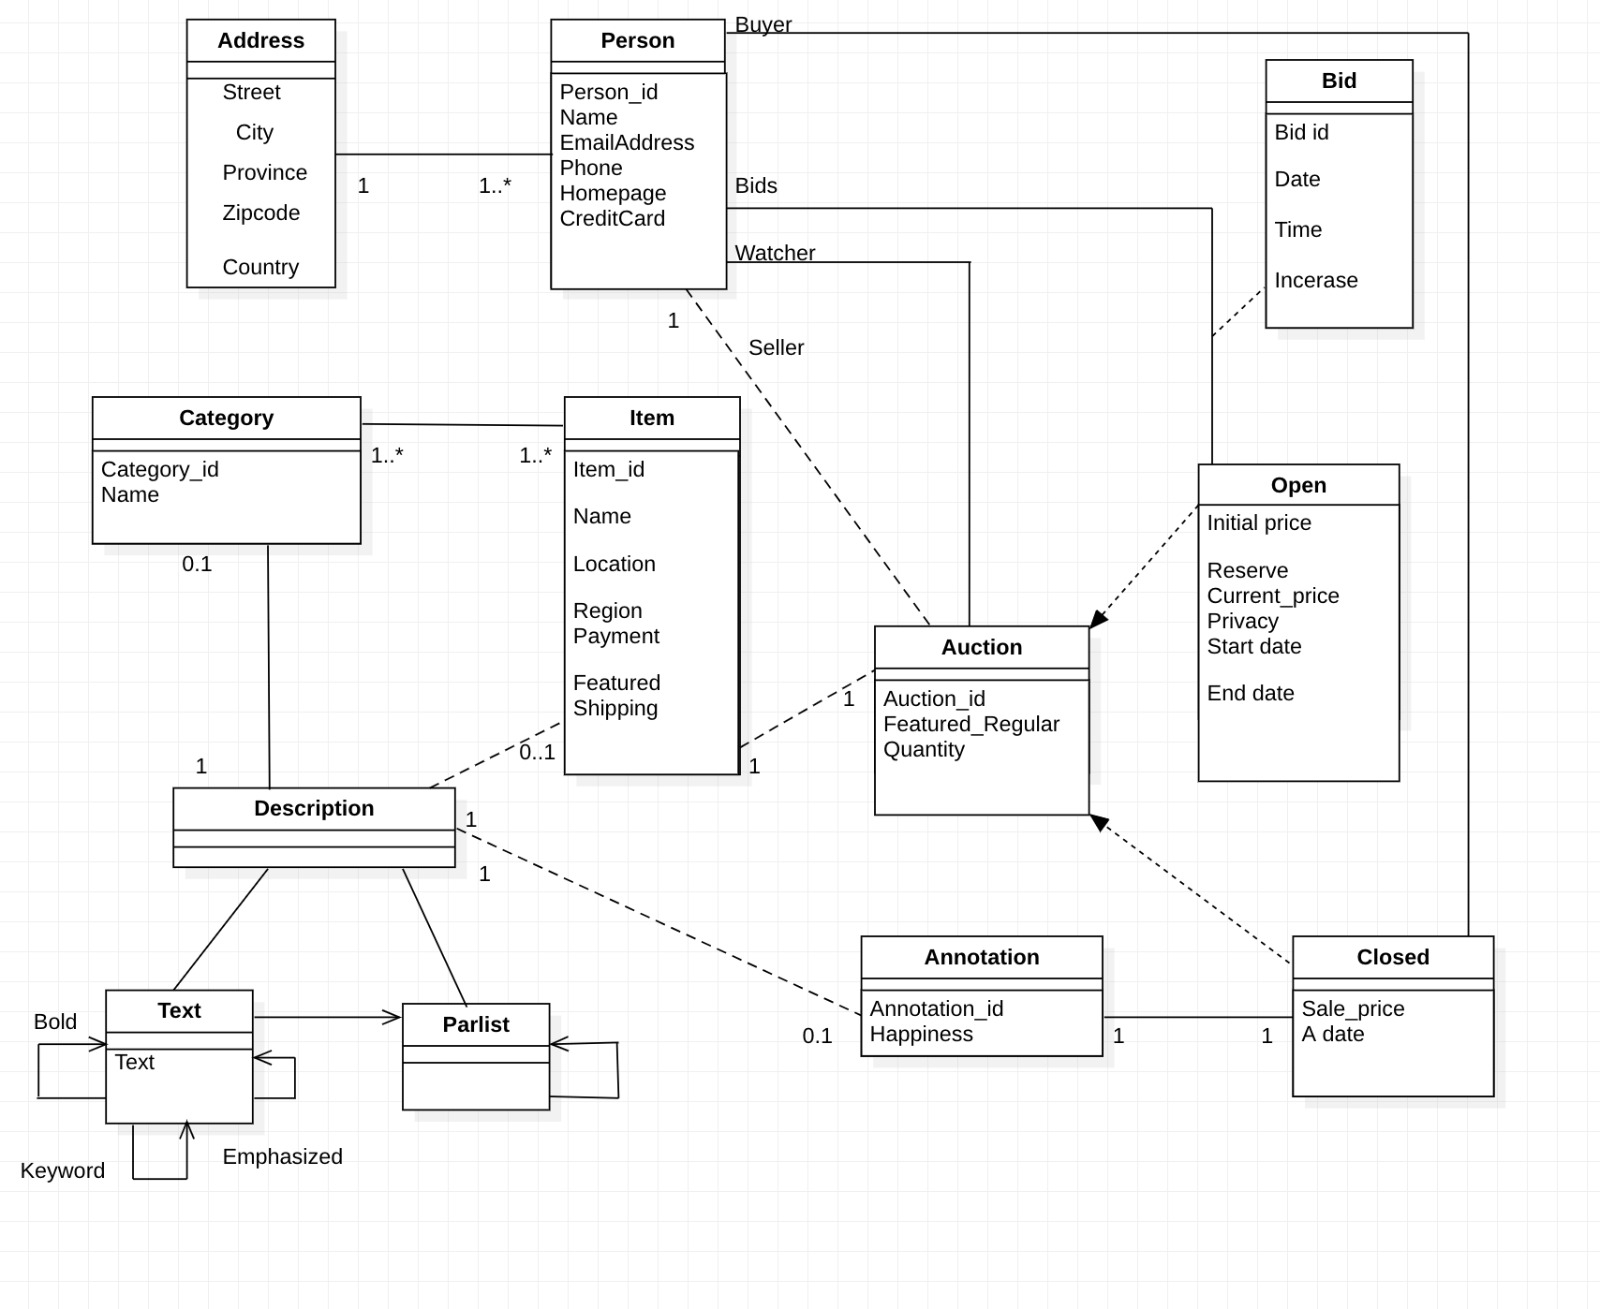 Address
Street
City
Province
Zipcode
Country
1
1..*
Person
Person_id
Name
EmailAddress
Phone
Homepage
CreditCard
Buyer
Bids
Watcher
1
Seller
Bid
Bid id
Date
Time
Incerase
Category
Category_id
Name
1..*
1..*
0.1
1
Item
Item_id
Name
Location
Region
Payment
Featured
Shipping
0..1
1
1
Open
Initial price
Reserve
Current_price
Privacy
Start date
End date
Auction
Auction_id
Featured_Regular
Quantity
Description
1
1
Annotation
Annotation_id
Happiness
0.1
1
1
Closed
Sale_price
A date
Text
Text
Bold
Keyword
Emphasized
Parlist